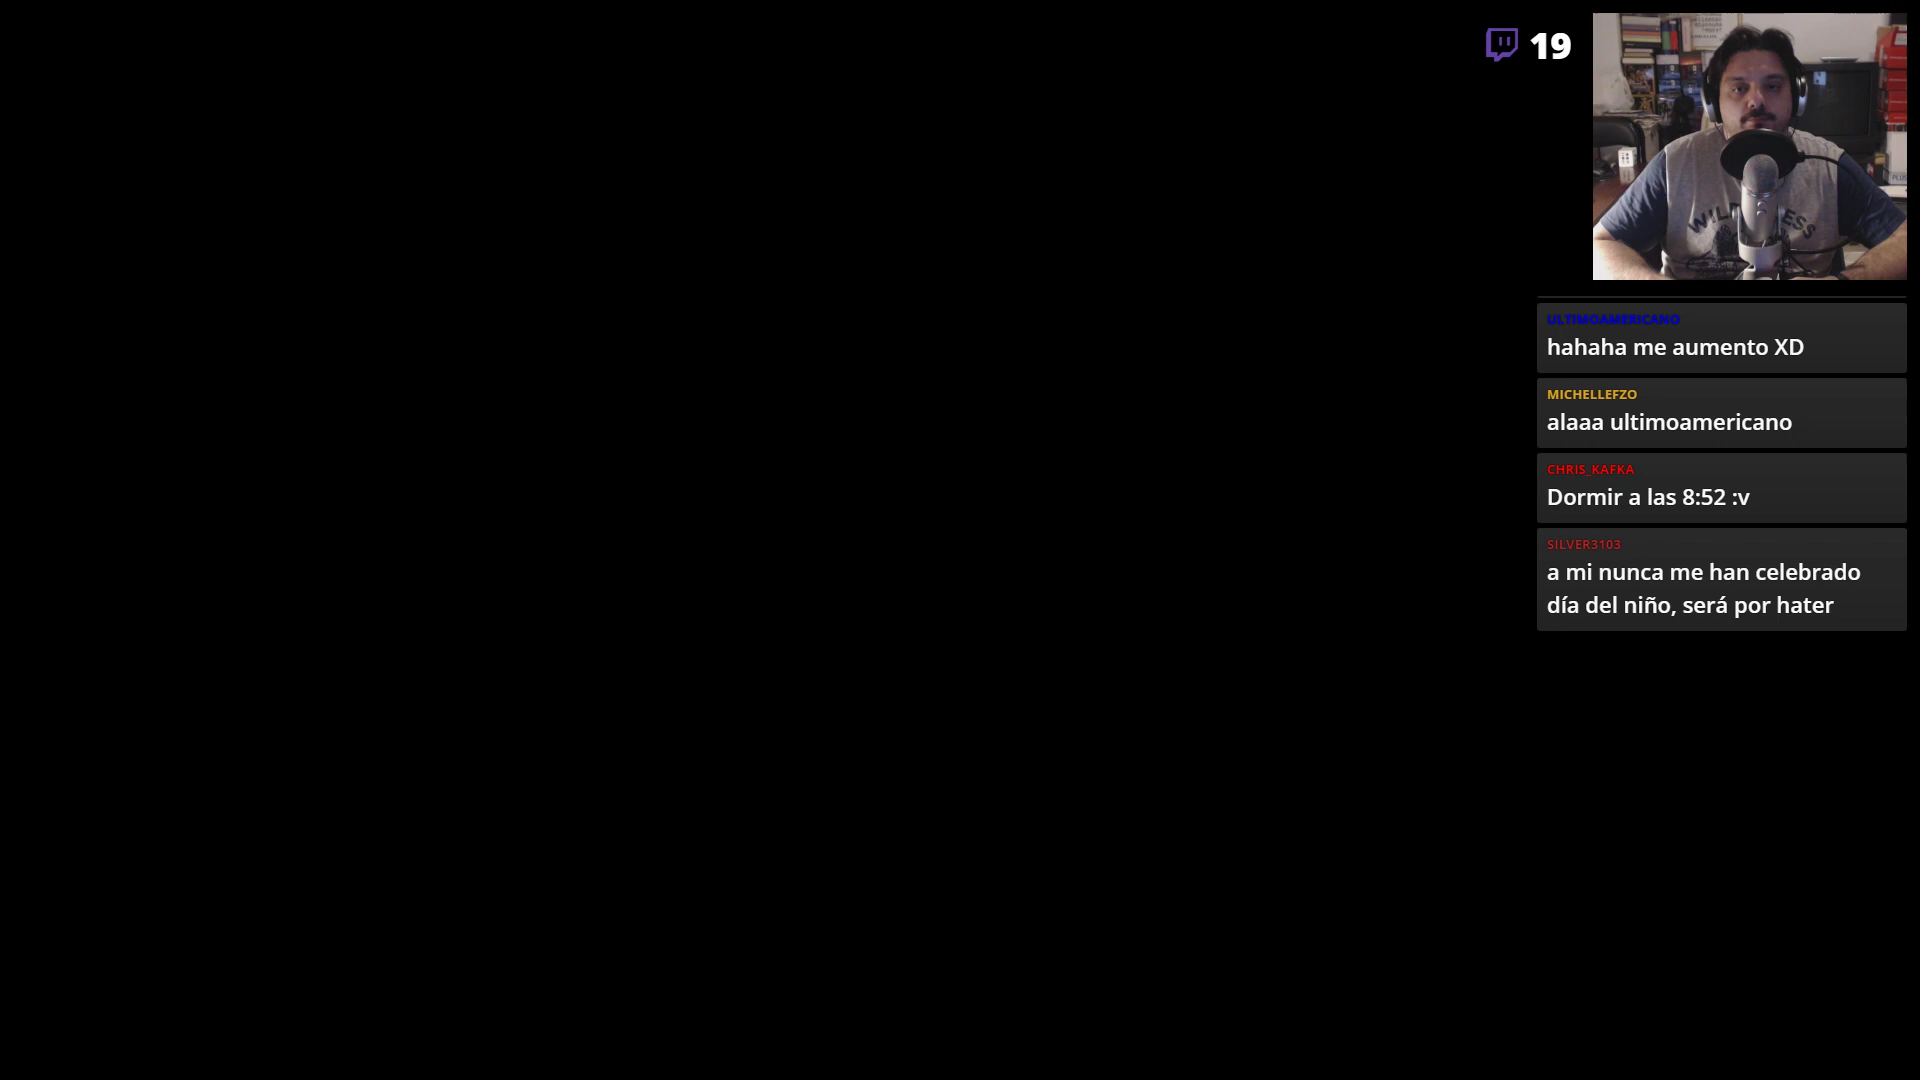 19
ULTIMOAMERICANO
hahaha me aumento XD
MICHELLEFZO
alaaa ultimoamericano
CHRIS_KAFKA
Dormir a las 8:52 :v
SILVER3103
a mi nunca me han celebrado
día del niño, será por hater